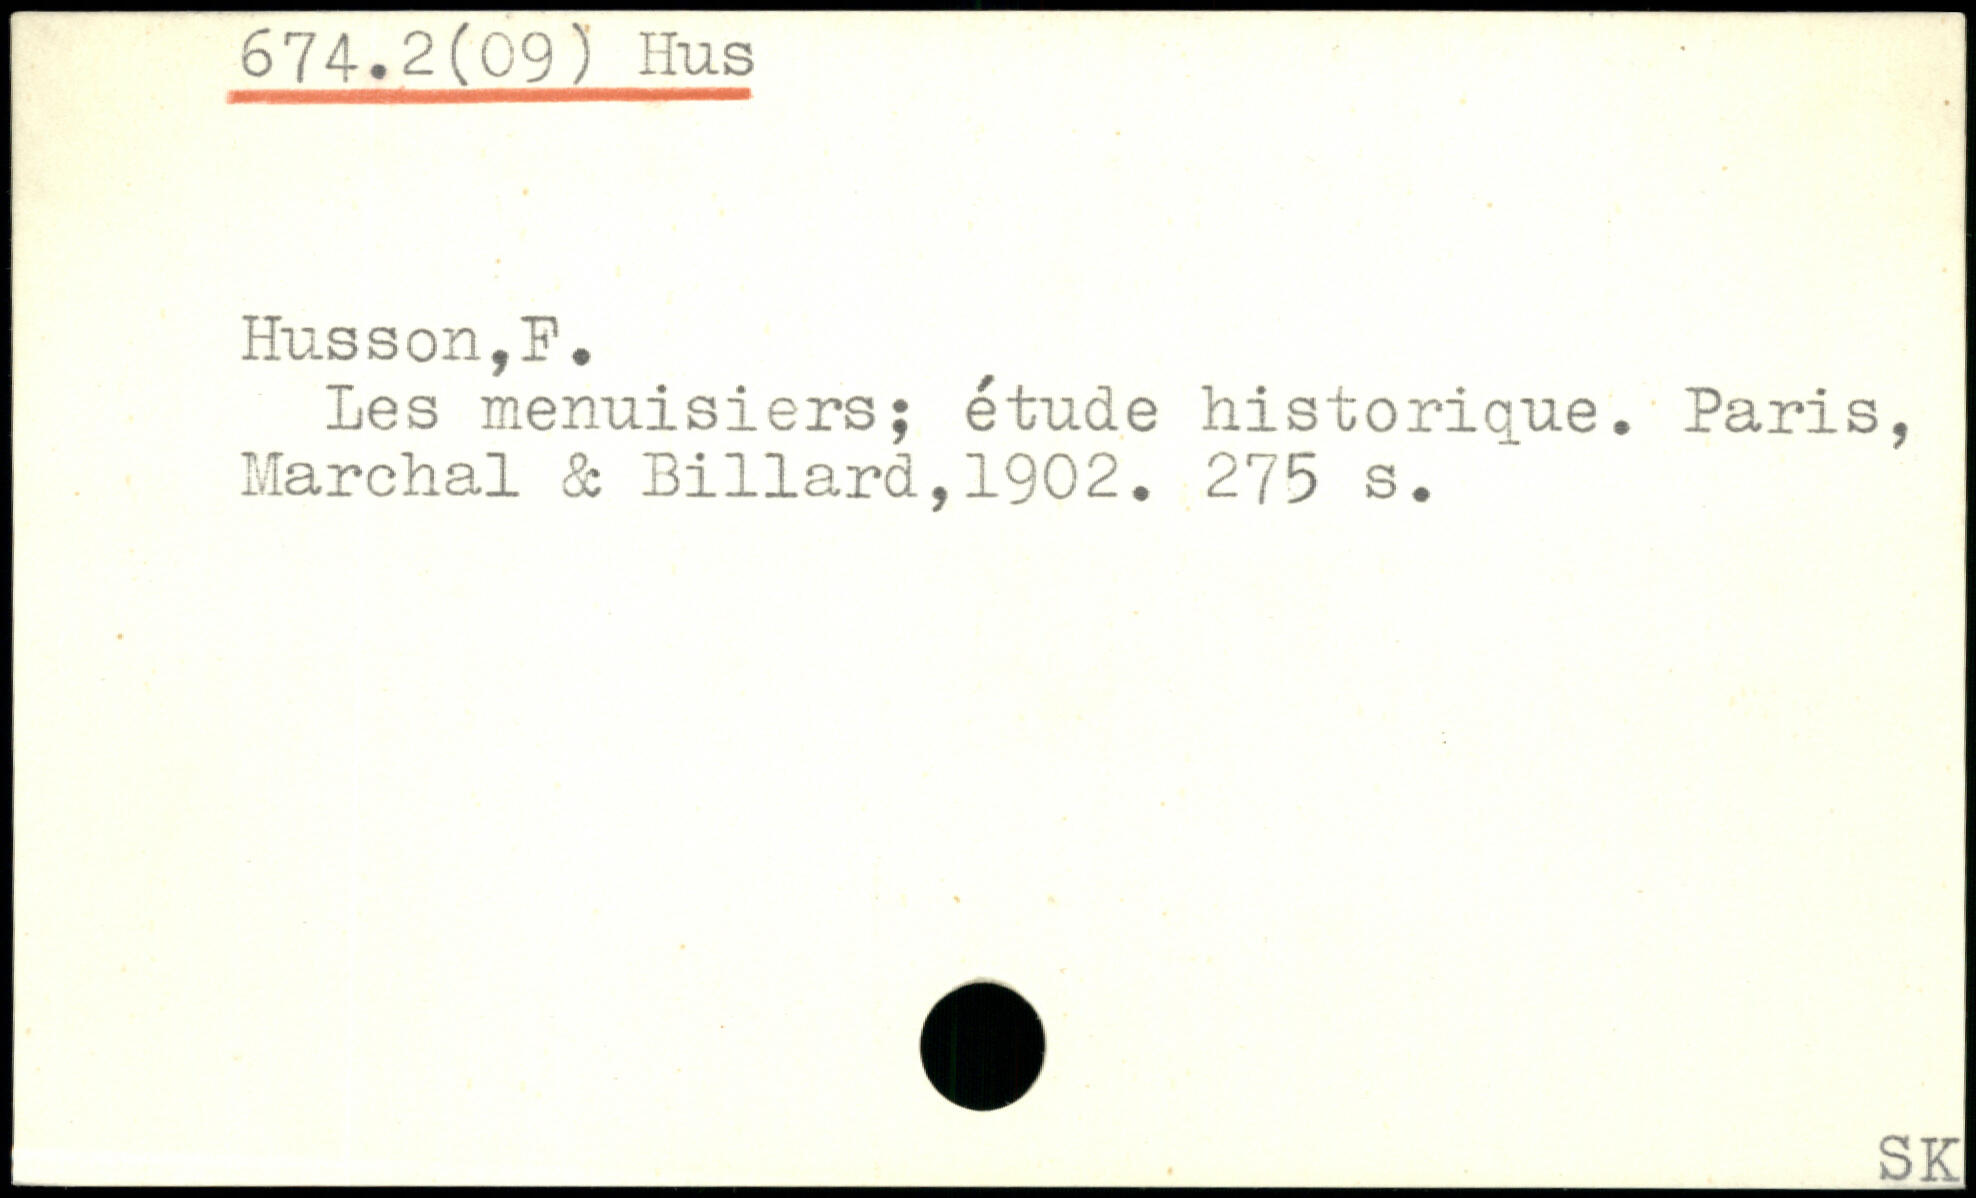 674.2(09) Hus
Husson,F.
Les menuisiers; étude historique. Paris,
Marchal & Billard,1902. 275 s.
SK